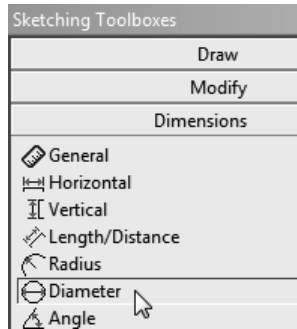 Sketching Toolboxes
Draw
Modify
Dimensions
General
Horizontal
Vertical
Length/Distance
Radius
Diameter
Angle